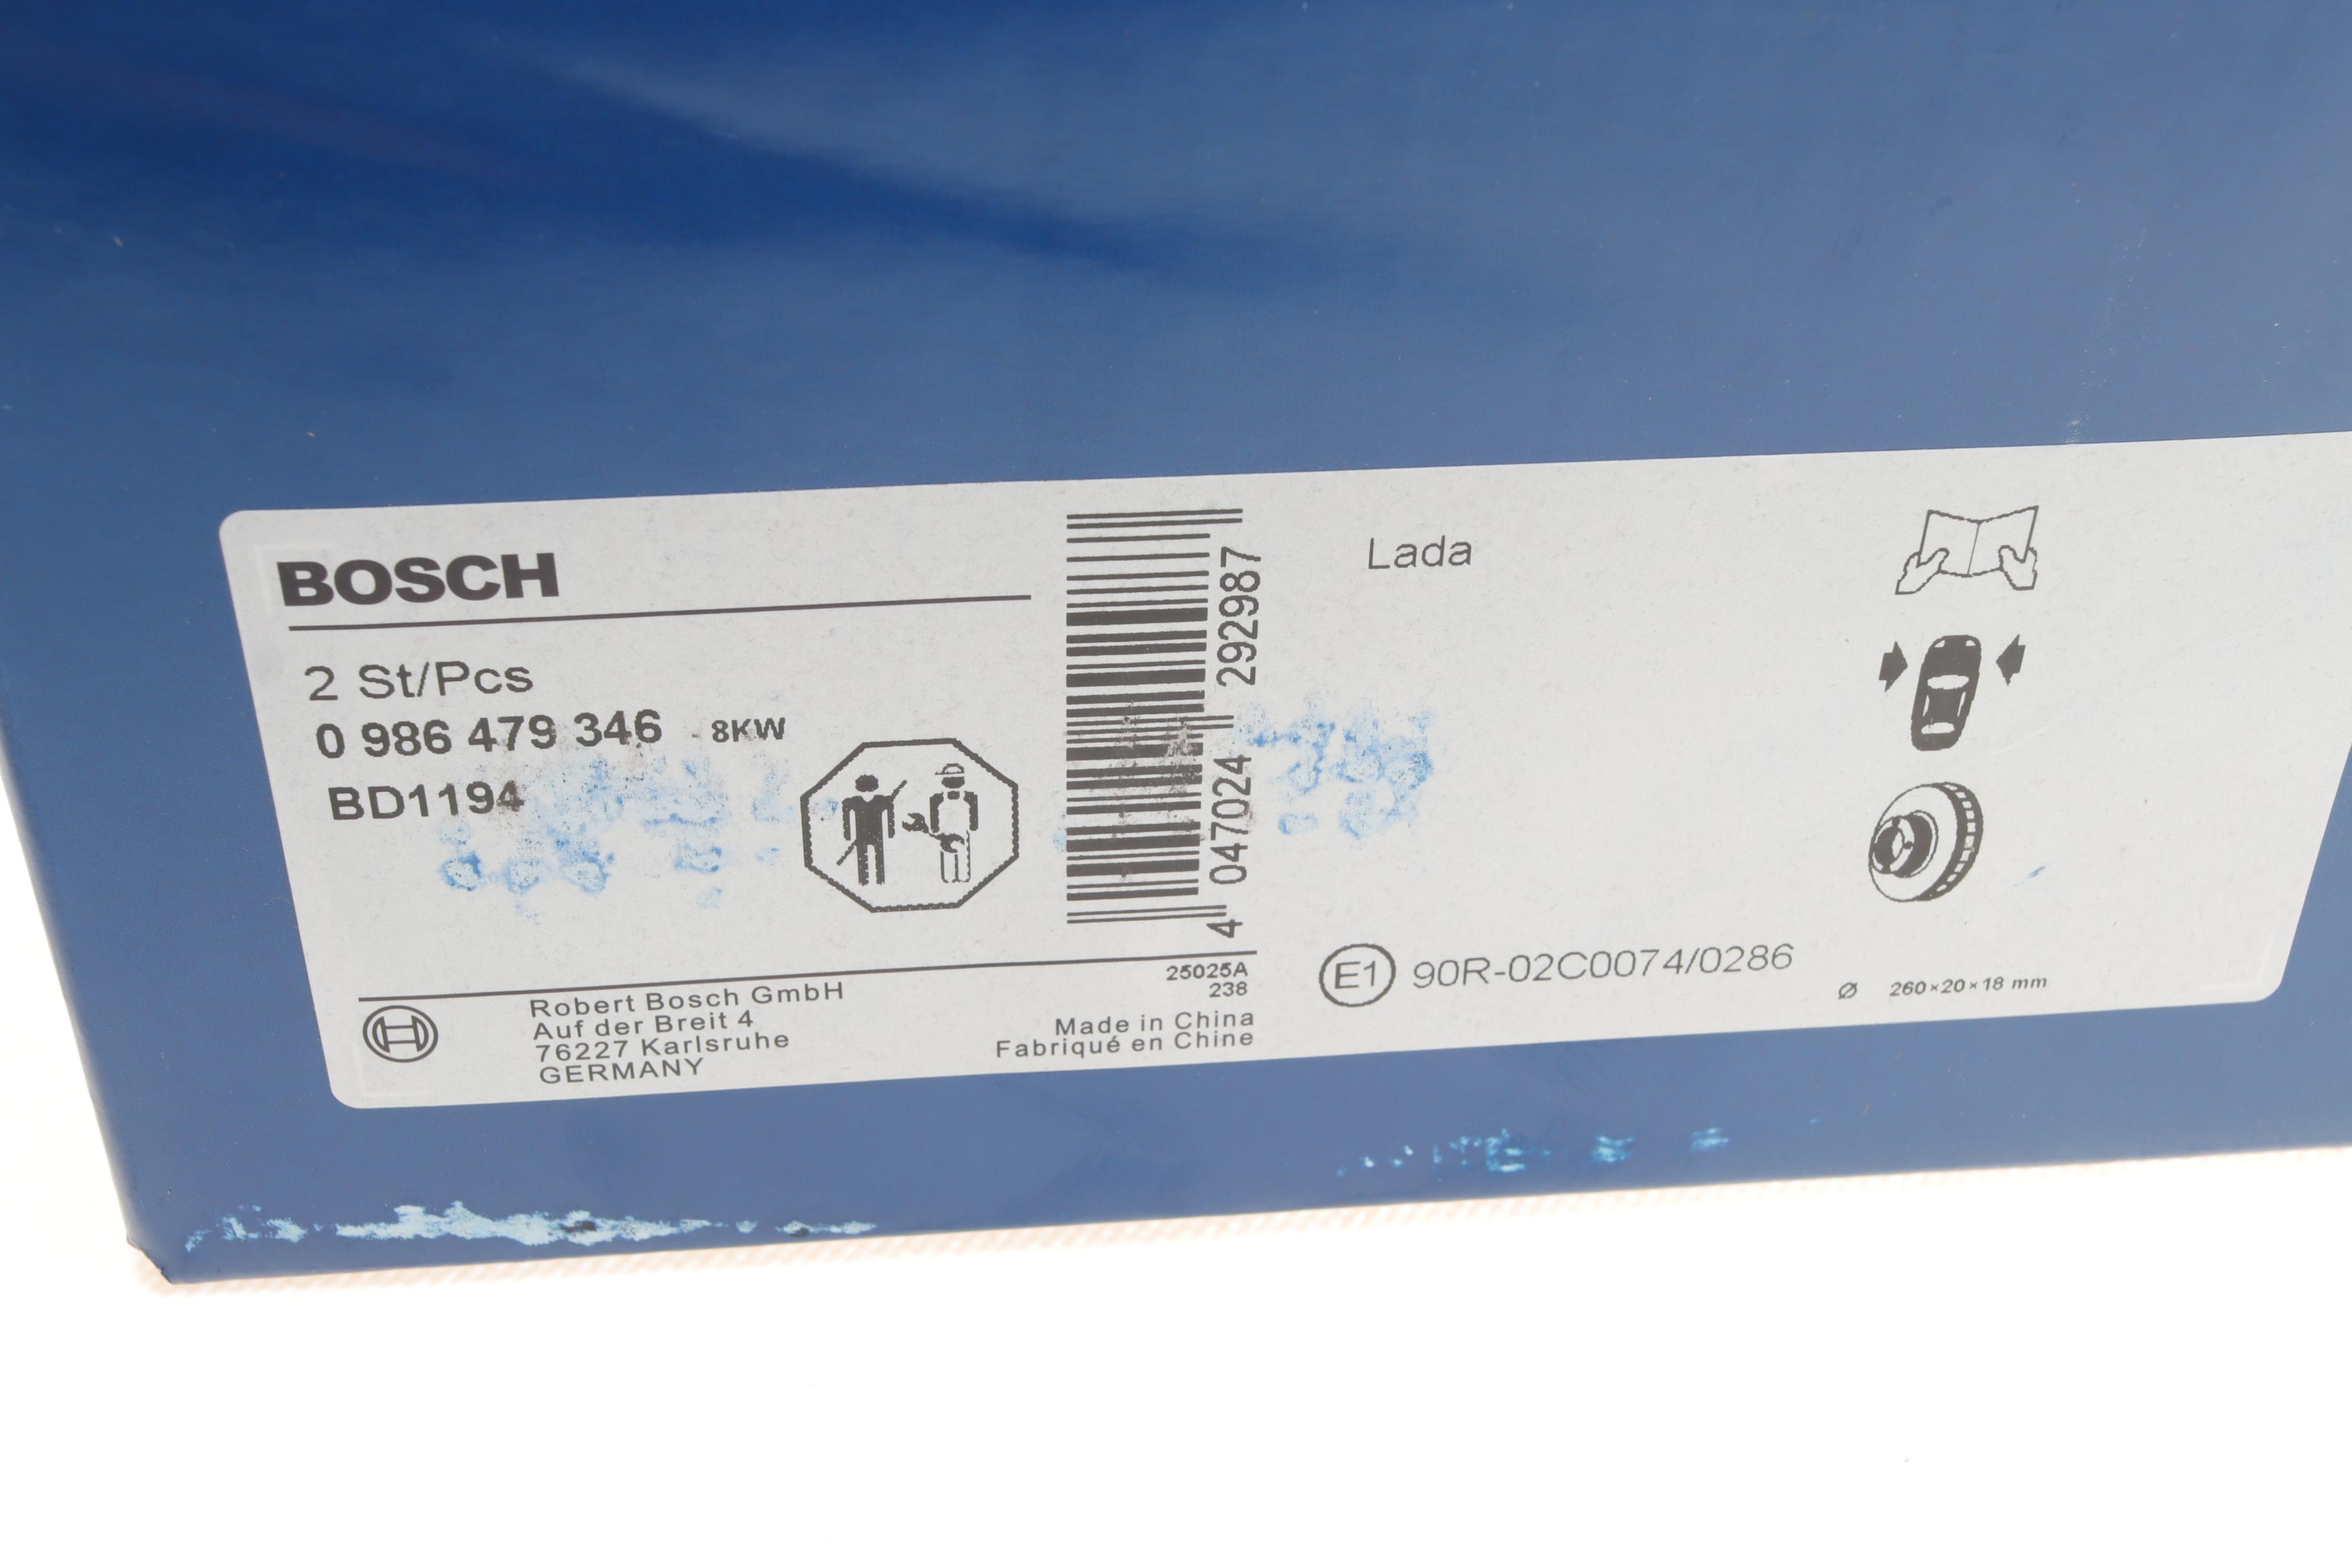 BOSCH
2 St/Pcs
0 986 479 346 8KW
BD1194
4 047024 292987
25025A
238
Robert Bosch GmbH
Auf der Breit 4
76227 Karlsruhe
GERMANY
Made in China
Fabriqué en Chine
Lada
E1 90R-02C0074/0286
Ø 260×20×18 mm